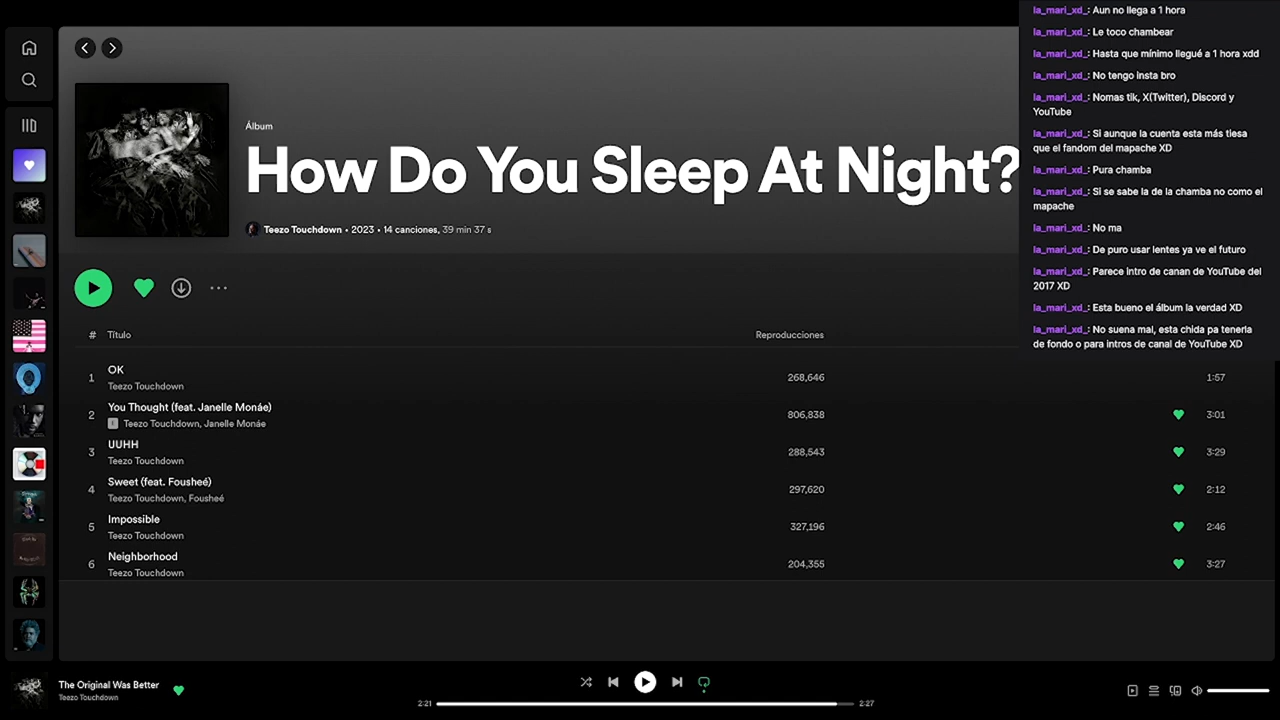 la_mari_xd_: Aun no llega a 1 hora
la_mari_xd_: Le toco chambear
la_mari_xd_: Hasta que mínimo llegué a 1 hora xdd
la_mari_xd_: No tengo insta bro
la_mari_xd_: Nomas tik, X(Twitter), Discord y
YouTube
la_mari_xd_: Si aunque la cuenta esta más tiesa
que el fandom del mapache XD
la_mari_xd_: Pura chamba
la_mari_xd_: Si se sabe la de la chamba no como el
mapache
la_mari_xd_: No ma
la_mari_xd_: De puro usar lentes ya ve el futuro
la_mari_xd_: Parece intro de canan de YouTube del
2017 XD
la_mari_xd_: Esta bueno el álbum la verdad XD
la_mari_xd_: No suena mal, esta chida pa tenerla
de fondo o para intros de canal de YouTube XD
Álbum
How Do You Sleep At Night?
Teezo Touchdown • 2023 • 14 canciones, 39 min 37 s
# Título Reproducciones
1 OK 268,646 1:57
Teezo Touchdown
2 You Thought (feat. Janelle Monáe) 806,838 3:01
E Teezo Touchdown, Janelle Monáe
3 UUHH 288,543 3:29
Teezo Touchdown
4 Sweet (feat. Fousheé) 297,620 2:12
Teezo Touchdown, Fousheé
5 Impossible 327,196 2:46
Teezo Touchdown
6 Neighborhood 204,355 3:27
Teezo Touchdown
The Original Was Better
Teezo Touchdown
2:21 2:27